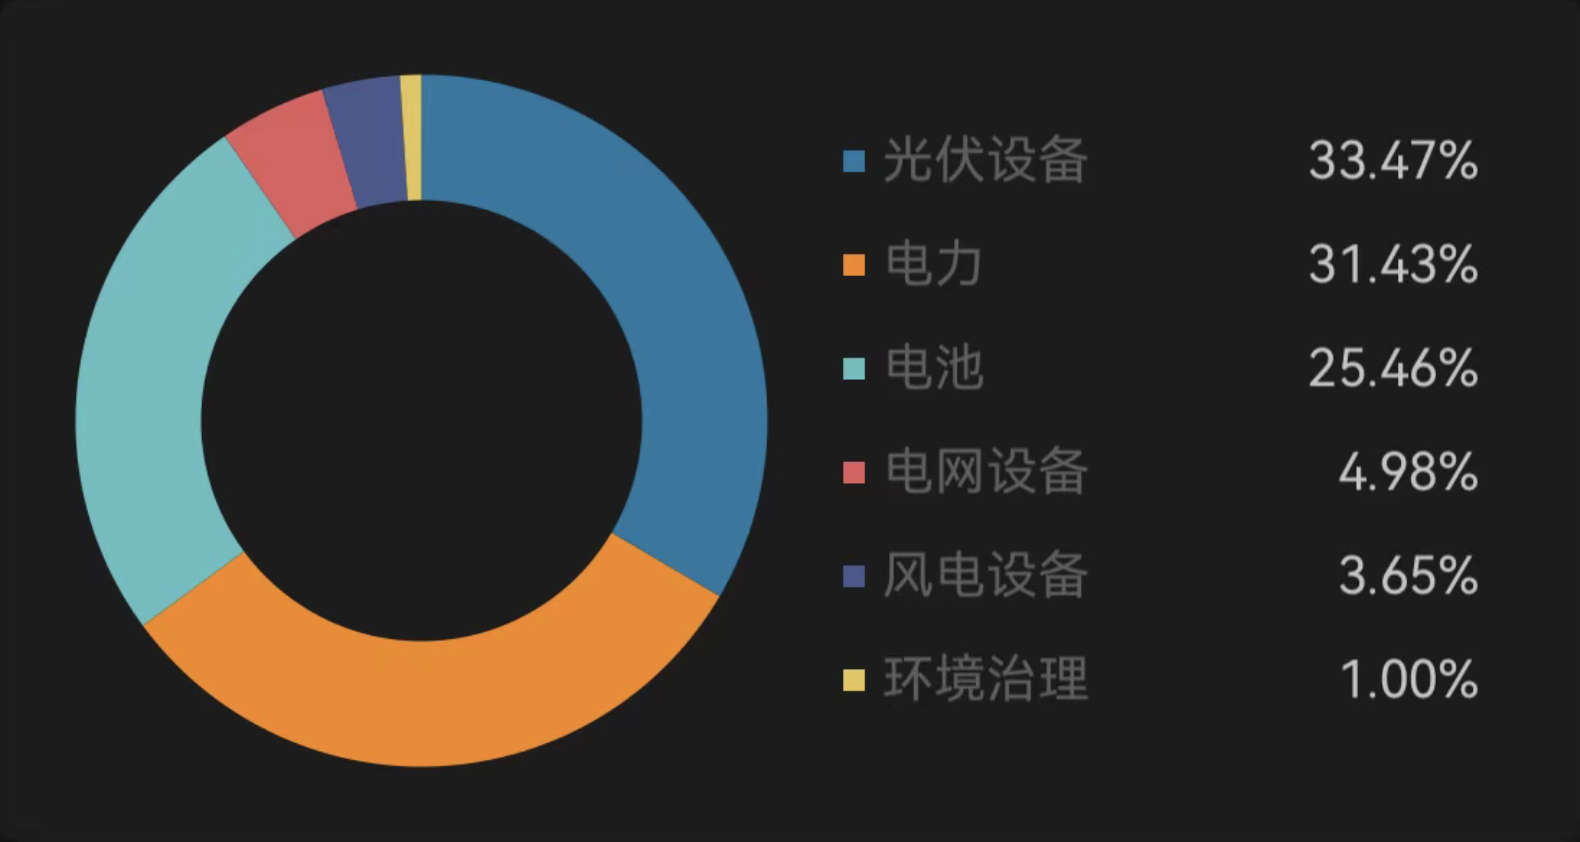 光伏设备 33.47%
电力 31.43%
电池 25.46%
电网设备 4.98%
风电设备 3.65%
环境治理 1.00%